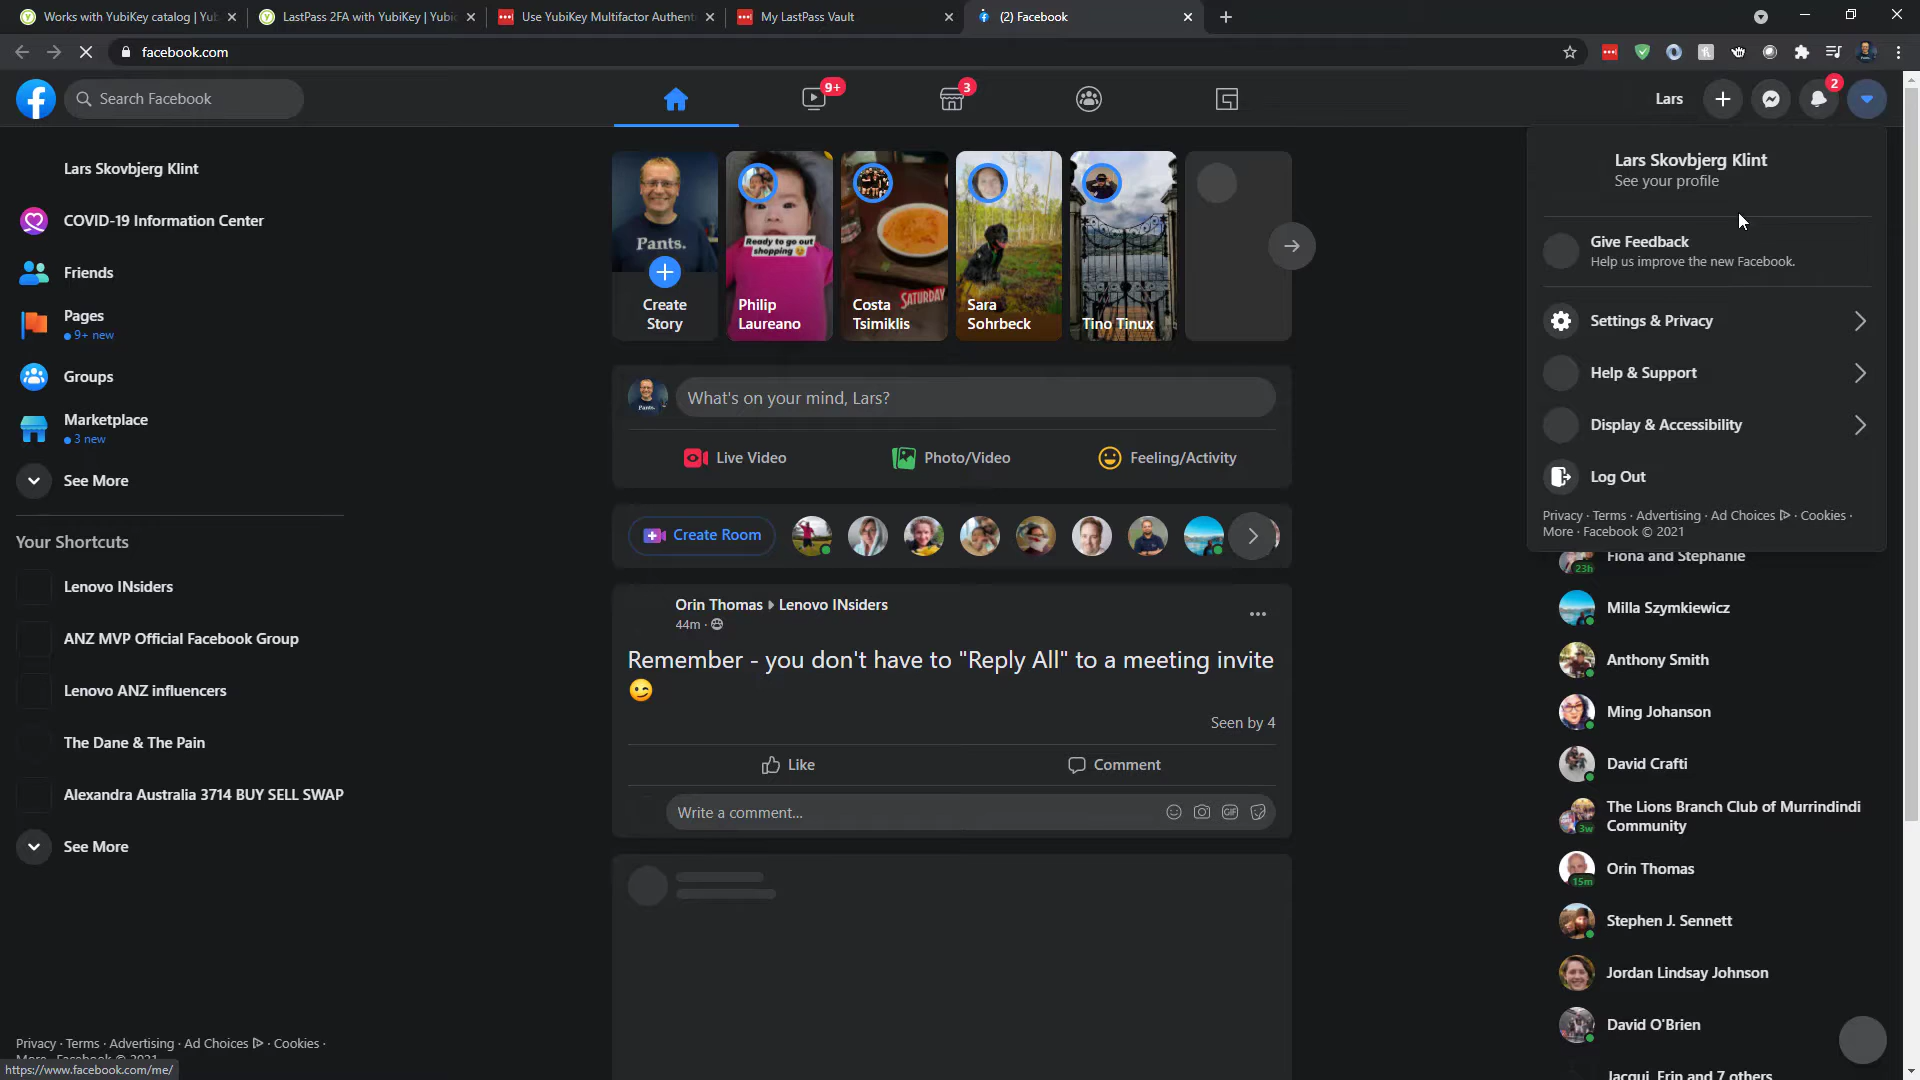 Works with YubiKey catalog | Yu
LastPass 2FA with YubiKey | Yubic
Use YubiKey Multifactor Authent
My LastPass Vault
(2) Facebook
facebook.com
Search Facebook
9+
3
Lars
2
Lars Skovbjerg Klint
COVID-19 Information Center
Friends
Pages
9+ new
Groups
Marketplace
3 new
See More
Your Shortcuts
Lenovo INsiders
ANZ MVP Official Facebook Group
Lenovo ANZ influencers
The Dane & The Pain
Alexandra Australia 3714 BUY SELL SWAP
See More
Privacy · Terms · Advertising · Ad Choices · Cookies ·
More · Facebook © 2021
https://www.facebook.com/me/
Pants.
Create
Story
Ready to go out
shopping
Philip
Laureano
SATURDAY
Costa
Tsimiklis
Sara
Sohrbeck
Tino Tinux
Pants.
What's on your mind, Lars?
Live Video
Photo/Video
Feeling/Activity
Create Room
Orin Thomas
Lenovo INsiders
44m ·
Remember - you don't have to "Reply All" to a meeting invite
😉
Seen by 4
Like
Comment
Write a comment...
GIF
Lars Skovbjerg Klint
See your profile
Give Feedback
Help us improve the new Facebook.
Settings & Privacy
Help & Support
Display & Accessibility
Log Out
Privacy · Terms · Advertising · Ad Choices · Cookies ·
More · Facebook © 2021
Fiona and Stephanie
23h
Milla Szymkiewicz
Anthony Smith
Ming Johanson
David Crafti
The Lions Branch Club of Murrindindi
Community
3w
Orin Thomas
15m
Stephen J. Sennett
Jordan Lindsay Johnson
David O'Brien
Jacqui, Erin and 7 others